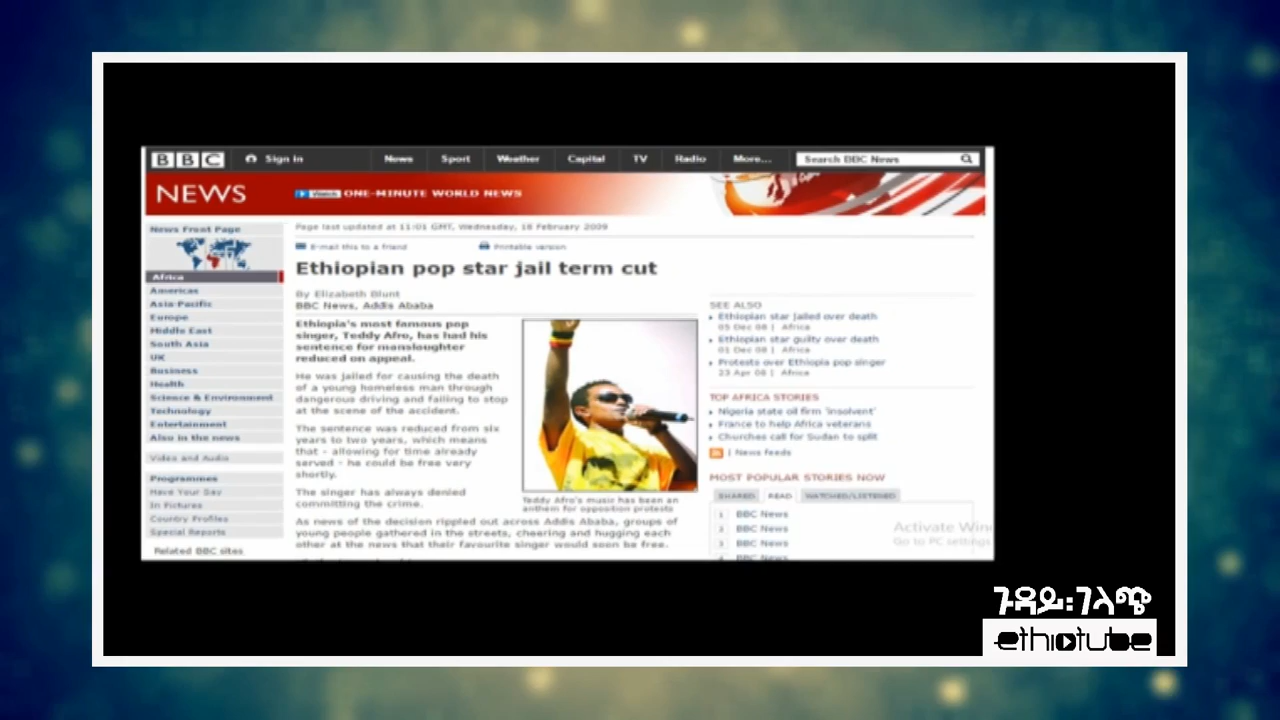 BBC Sign in News Sport Weather Capital TV Radio More... Search BBC News
NEWS Watch ONE-MINUTE WORLD NEWS
News Front Page
Africa
Americas
Asia-Pacific
Europe
Middle East
South Asia
UK
Business
Health
Science & Environment
Technology
Entertainment
Also in the news
Video and Audio
Programmes
Have Your Say
In Pictures
Country Profiles
Special Reports
Related BBC sites
Page last updated at 11:01 GMT, Wednesday, 18 February 2009
E-mail this to a friend Printable version
Ethiopian pop star jail term cut
By Elizabeth Blunt
BBC News, Addis Ababa
Ethiopia's most famous pop
singer, Teddy Afro, has had his
sentence for manslaughter
reduced on appeal.
He was jailed for causing the death
of a young homeless man through
dangerous driving and failing to stop
at the scene of the accident.
The sentence was reduced from six
years to two years, which means
that - allowing for time already
served - he could be free very
shortly.
The singer has always denied
committing the crime.
Teddy Afro's music has been an
anthem for opposition protests
As news of the decision rippled out across Addis Ababa, groups of
young people gathered in the streets, cheering and hugging each
other at the news that their favourite singer would soon be free.
SEE ALSO
Ethiopian star jailed over death
05 Dec 08 | Africa
Ethiopian star guilty over death
01 Dec 08 | Africa
Protests over Ethiopia pop singer
23 Apr 08 | Africa
TOP AFRICA STORIES
Nigeria state oil firm 'insolvent'
France to help Africa veterans
Churches call for Sudan to split
| News feeds
MOST POPULAR STORIES NOW
SHARED READ WATCHED/LISTENED
1 BBC News
2 BBC News
3 BBC News
4 BBC News
Activate Win
Go to PC settings
ጉዳይ፡ገላጭ
ethiotube